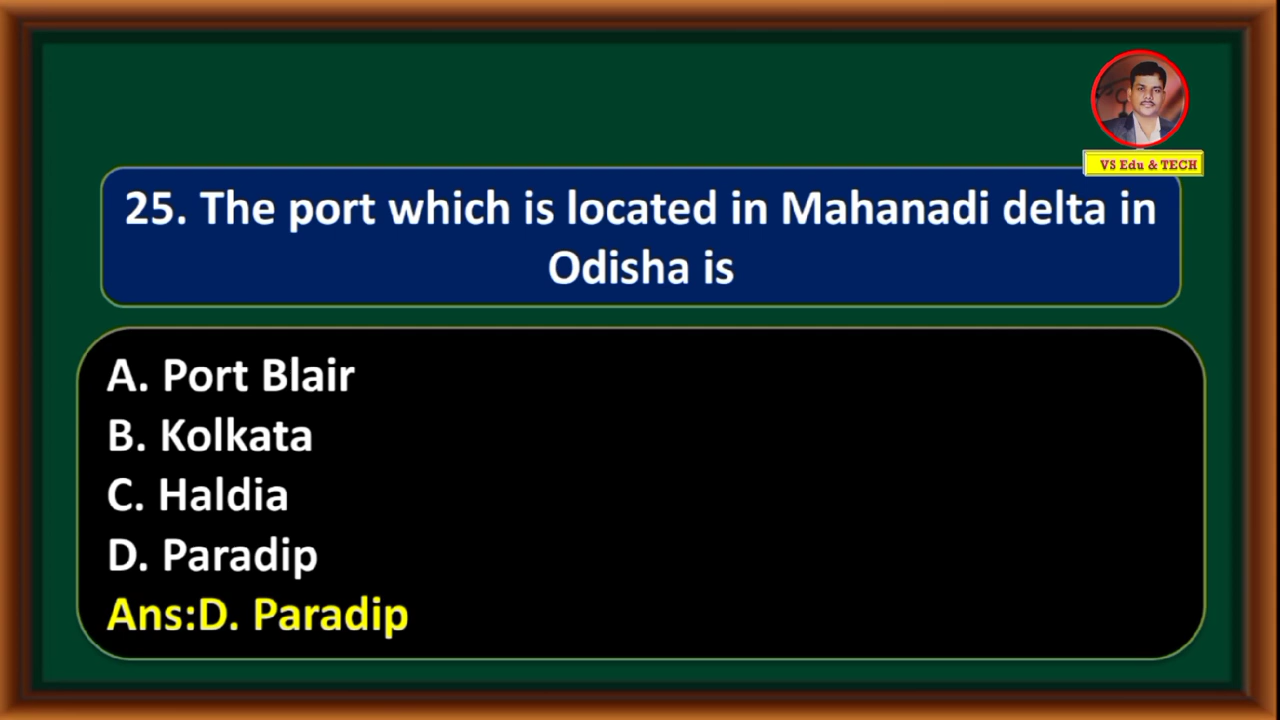 VS Edu & TECH
25. The port which is located in Mahanadi delta in
Odisha is
A. Port Blair
B. Kolkata
C. Haldia
D. Paradip
Ans:D. Paradip